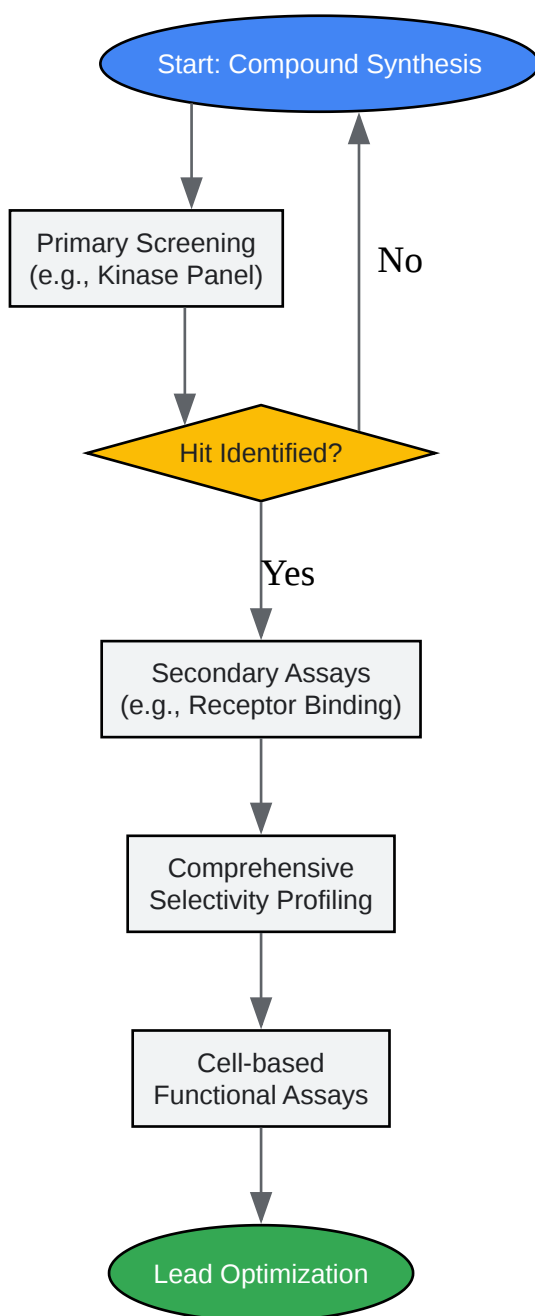 Start: Compound Synthesis
Primary Screening
(e.g., Kinase Panel)
No
Hit Identified?
Yes
Secondary Assays
(e.g., Receptor Binding)
Comprehensive
Selectivity Profiling
Cell-based
Functional Assays
Lead Optimization